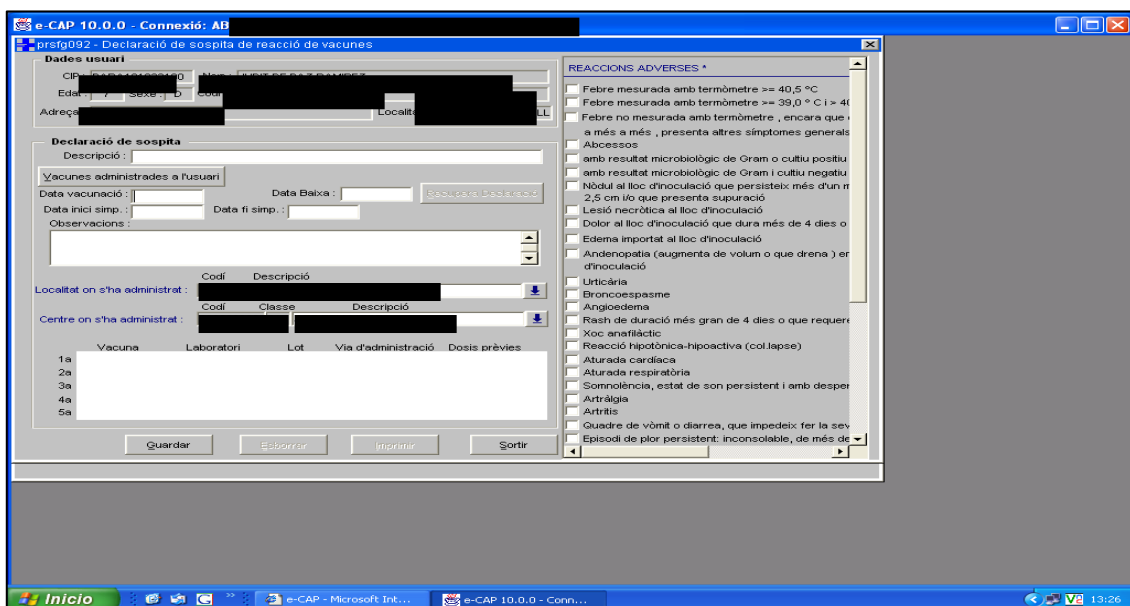 e-CAP 10.0.0 - Connexió: AB
prsfg092 - Declaració de sospita de reacció de vacunes
Dades usuari
CIP :
Edat : 7 Sexe : D
Adreça
Localit LL
Declaració de sospita
Descripció :
Vacunes administrades a l'usuari
Data vacunació : Data Baixa : Recupera Declaració
Data inici simp. : Data fi simp. :
Observacions :
Codí Descripció
Localitat on s'ha administrat :
Codí Classe Descripció
Centre on s'ha administrat :
Vacuna Laboratori Lot Via d'administració Dosis prèvies
1a
2a
3a
4a
5a
Guardar Esborrar Imprimir Sortir
REACCIONS ADVERSES *
Febre mesurada amb termòmetre >= 40,5 ºC
Febre mesurada amb termòmetre >= 39,0 º C i > 40
Febre no mesurada amb termòmetre , encara que
a més a més , presenta altres símptomes generals
Abcessos
amb resultat microbiològic de Gram o cultiu positiu
amb resultat microbiològic de Gram i cultiu negatiu
Nòdul al lloc d'inoculació que persisteix més d'un m
2,5 cm i/o que presenta supuració
Lesió necròtica al lloc d'inoculació
Dolor al lloc d'inoculació que dura més de 4 dies o
Edema importat al lloc d'inoculació
Andenopatia (augmenta de volum o que drena ) er
d'inoculació
Urticària
Broncoespasme
Angioedema
Rash de duració més gran de 4 dies o que requere
Xoc anafilàctic
Reacció hipotònica-hipoactiva (col.lapse)
Aturada cardíaca
Aturada respiratòria
Somnolència, estat de son persistent i amb desper
Artràlgia
Artritis
Quadre de vòmit o diarrea, que impedeix fer la sev
Episodi de plor persistent: inconsolable, de més de
Inicio e-CAP - Microsoft Int... e-CAP 10.0.0 - Conn... 13:26